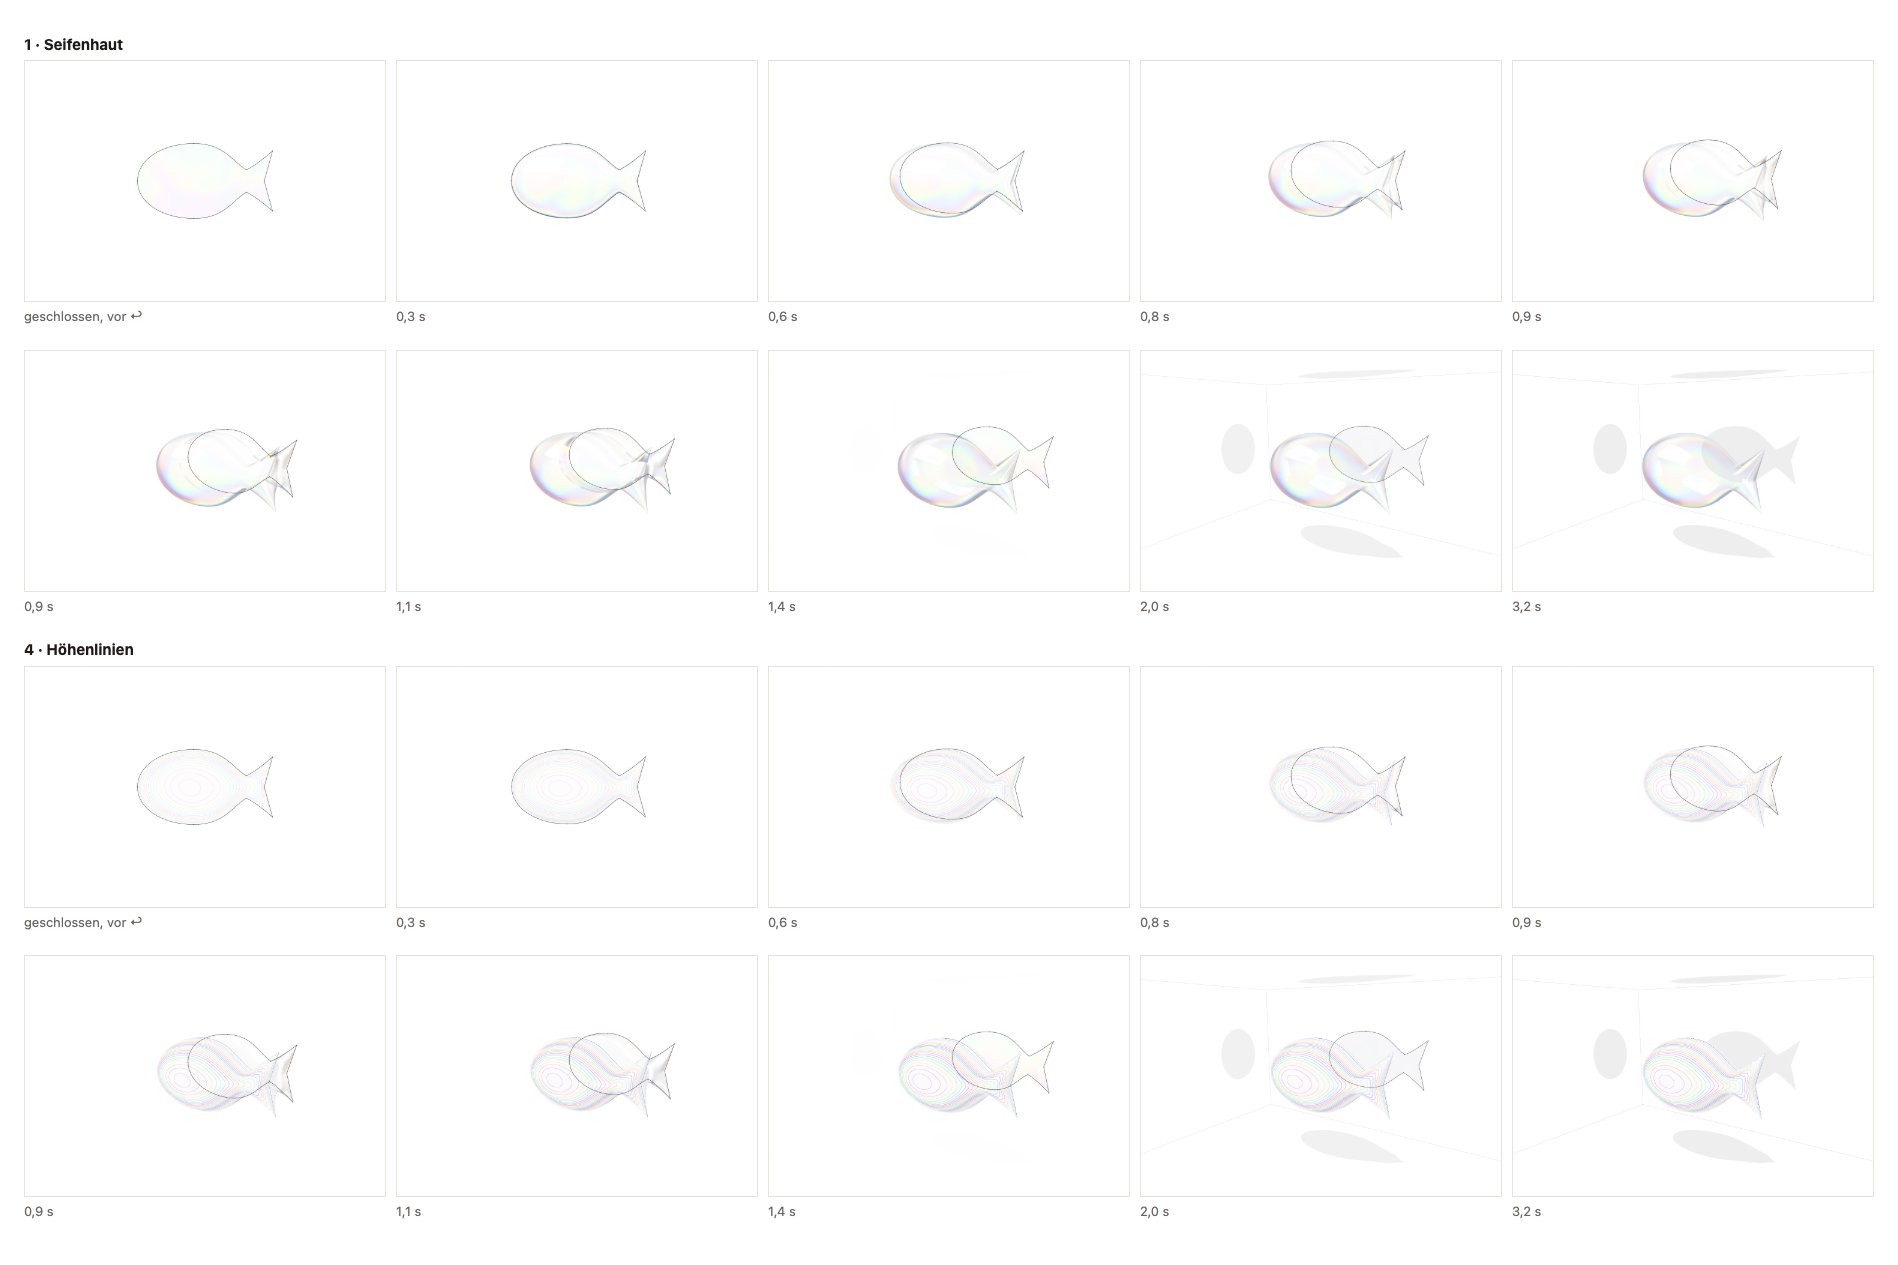 1 · Seifenhaut
geschlossen, vor ↩
0,3 s
0,6 s
0,8 s
0,9 s
0,9 s
1,1 s
1,4 s
2,0 s
3,2 s
4 · Höhenlinien
geschlossen, vor ↩
0,3 s
0,6 s
0,8 s
0,9 s
0,9 s
1,1 s
1,4 s
2,0 s
3,2 s